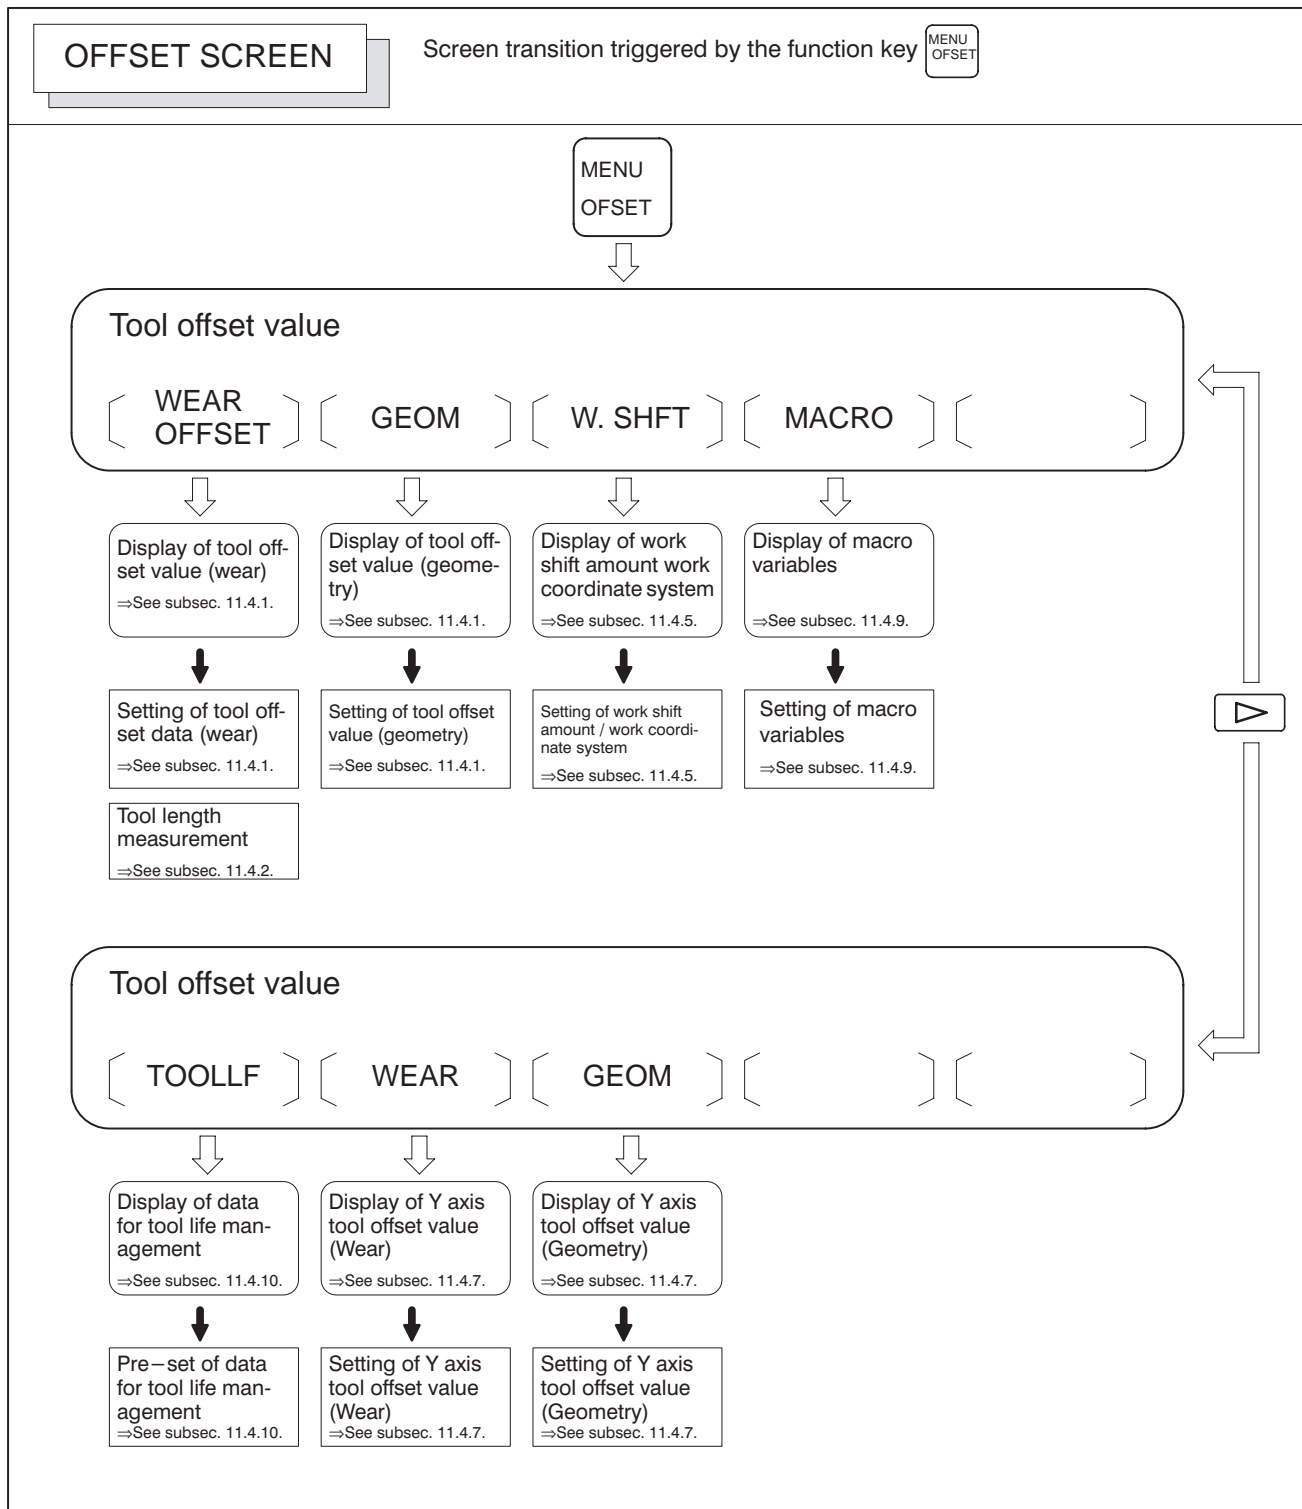 OFFSET SCREEN
Screen transition triggered by the function key
MENU
OFSET
MENU
OFSET
Tool offset value
WEAR
OFFSET
GEOM
W. SHFT
MACRO
Display of tool off-
set value (wear)
⇒See subsec. 11.4.1.
Display of tool off-
set value (geome-
try)
⇒See subsec. 11.4.1.
Display of work
shift amount work
coordinate system
⇒See subsec. 11.4.5.
Display of macro
variables
⇒See subsec. 11.4.9.
Setting of tool off-
set data (wear)
⇒See subsec. 11.4.1.
Setting of tool offset
value (geometry)
⇒See subsec. 11.4.1.
Setting of work shift
amount / work coordi-
nate system
⇒See subsec. 11.4.5.
Setting of macro
variables
⇒See subsec. 11.4.9.
Tool length
measurement
⇒See subsec. 11.4.2.
Tool offset value
TOOLLF
WEAR
GEOM
Display of data
for tool life man-
agement
⇒See subsec. 11.4.10.
Display of Y axis
tool offset value
(Wear)
⇒See subsec. 11.4.7.
Display of Y axis
tool offset value
(Geometry)
⇒See subsec. 11.4.7.
Pre−set of data
for tool life man-
agement
⇒See subsec. 11.4.10.
Setting of Y axis
tool offset value
(Wear)
⇒See subsec. 11.4.7.
Setting of Y axis
tool offset value
(Geometry)
⇒See subsec. 11.4.7.